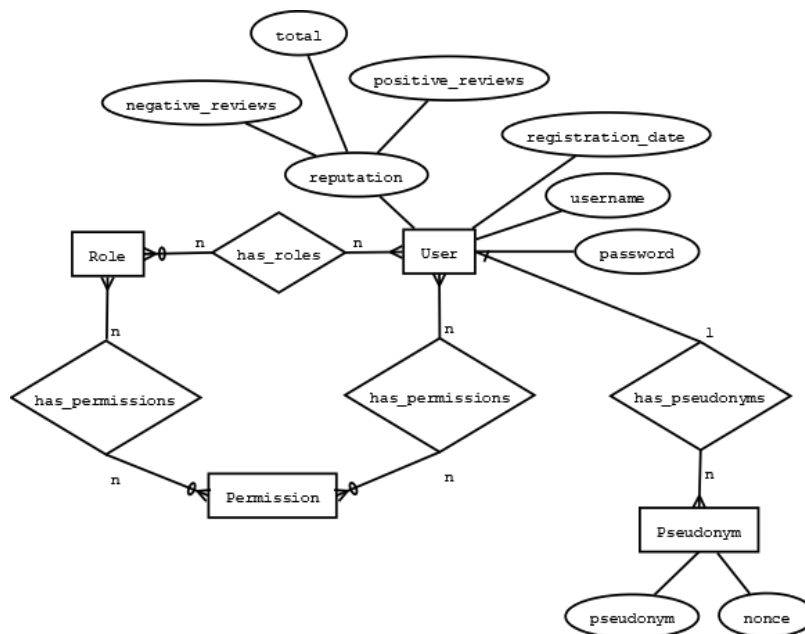 total
positive_reviews
negative_reviews
registration_date
reputation
username
n
n
Role
has_roles
User
password
n
n
1
has_permissions
has_permissions
has_pseudonyms
n
n
n
Permission
Pseudonym
pseudonym
nonce